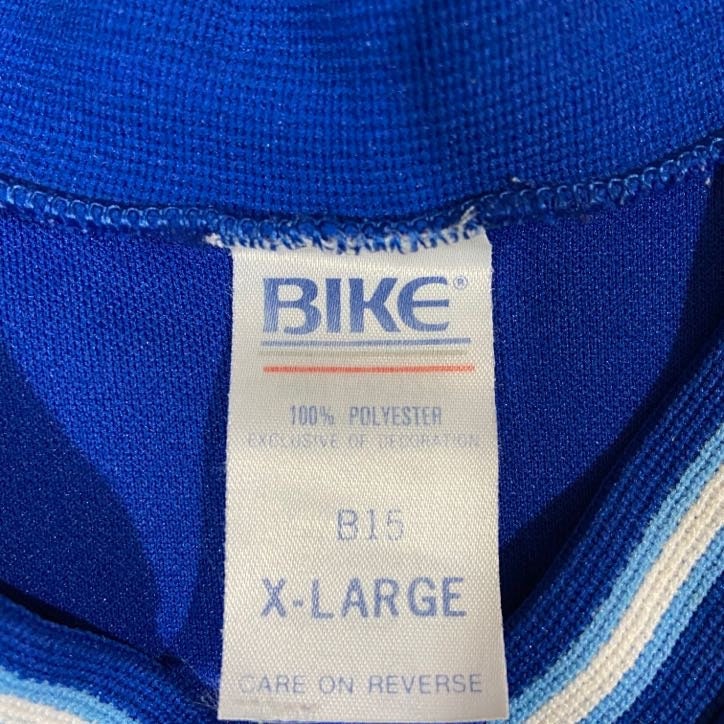 BIKE®
100% POLYESTER
EXCLUSIVE OF DECORATION
B15
X-LARGE
CARE ON REVERSE